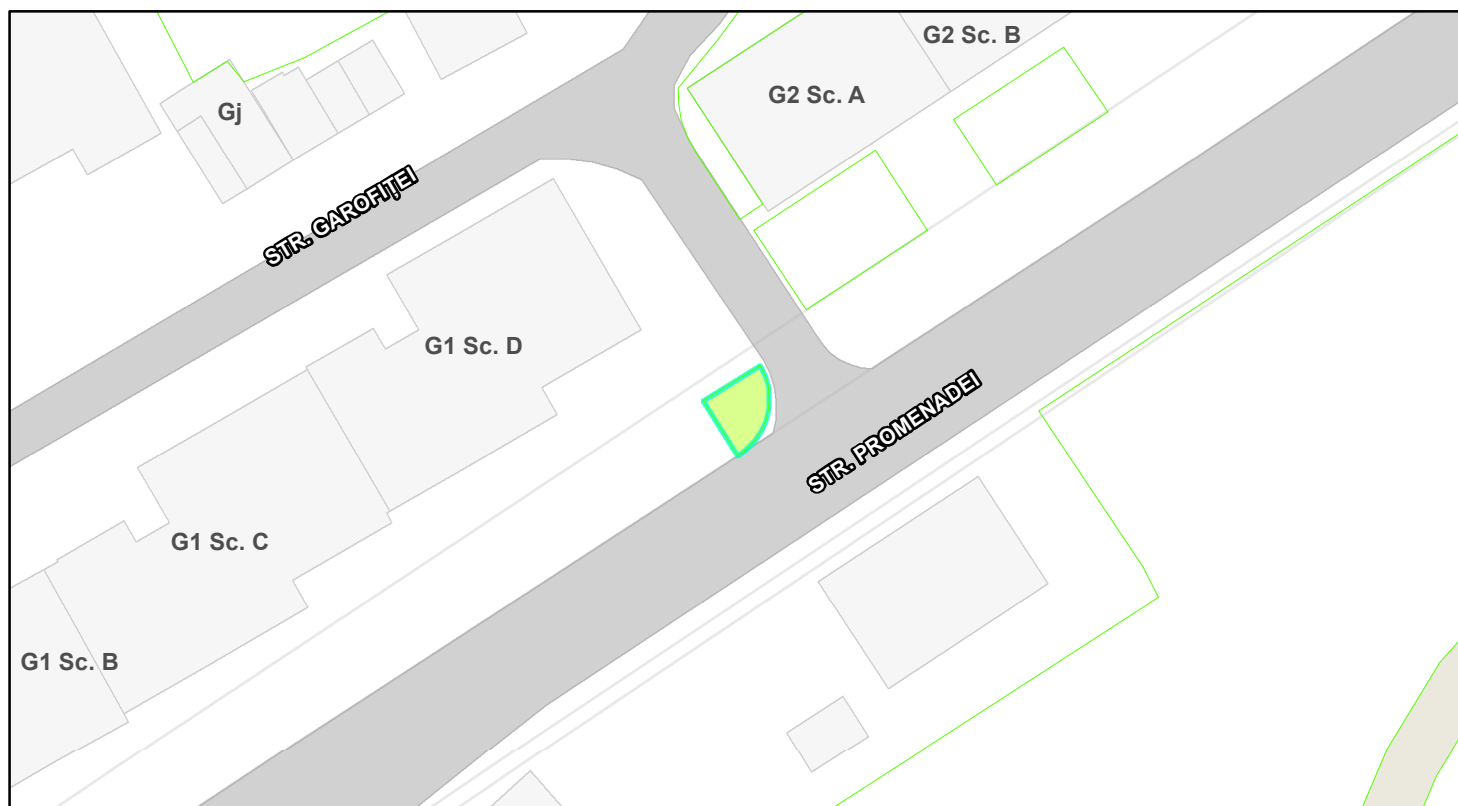 G2 Sc. B
G2 Sc. A
Gj
STR. GAROFIȚEI
G1 Sc. D
STR. PROMENADEI
G1 Sc. C
G1 Sc. B